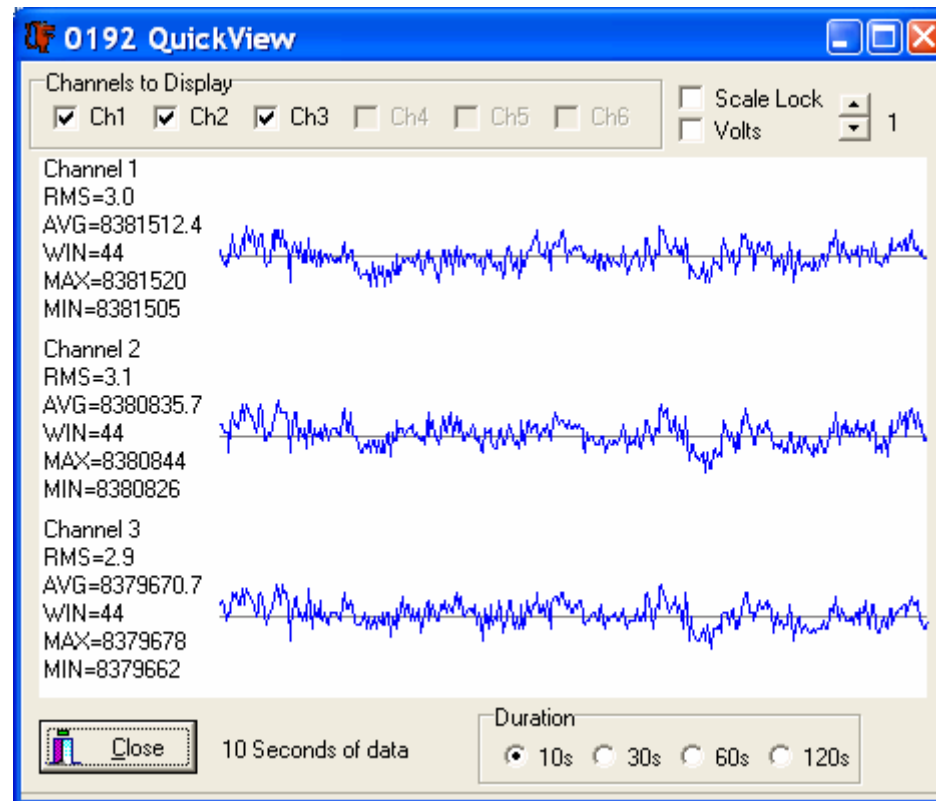 0192 QuickView
Channels to Display
Ch1 Ch2 Ch3 Ch4 Ch5 Ch6
Scale Lock
Volts
1
Channel 1
RMS=3.0
AVG=8381512.4
WIN=44
MAX=8381520
MIN=8381505
Channel 2
RMS=3.1
AVG=8380835.7
WIN=44
MAX=8380844
MIN=8380826
Channel 3
RMS=2.9
AVG=8379670.7
WIN=44
MAX=8379678
MIN=8379662
Close
10 Seconds of data
Duration
10s 30s 60s 120s